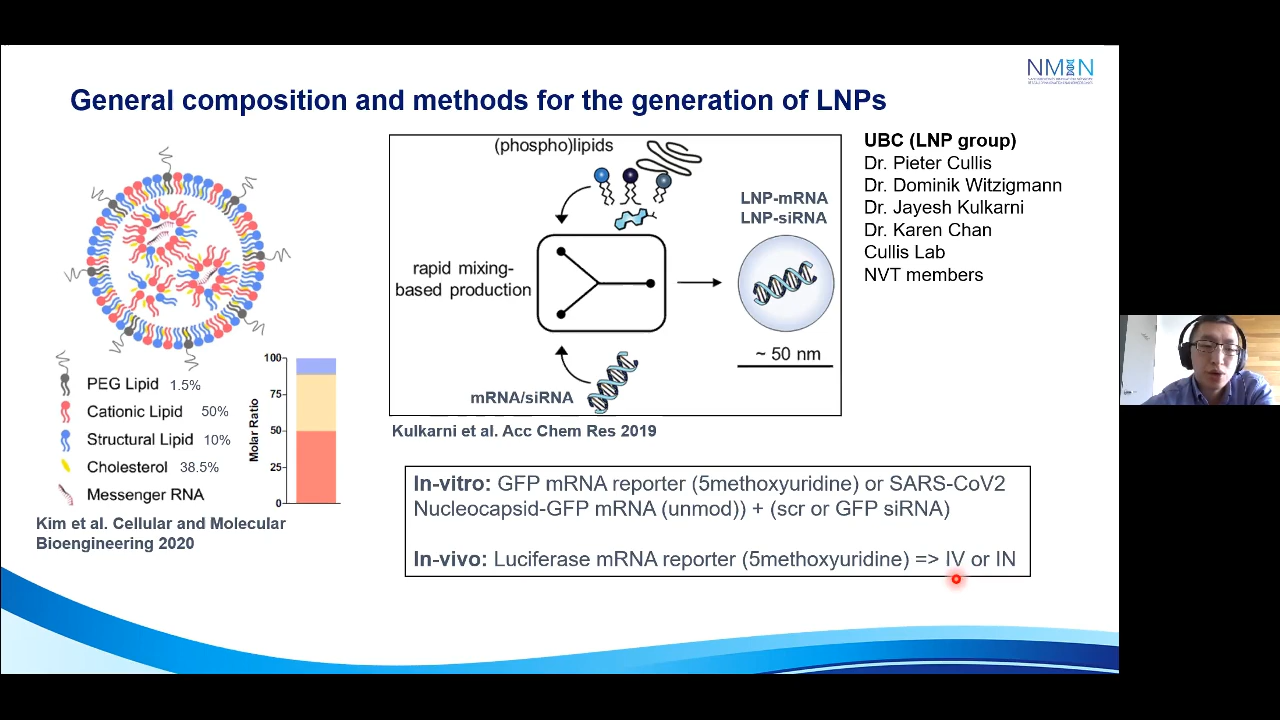 NMIN
General composition and methods for the generation of LNPs
PEG Lipid 1.5%
Cationic Lipid 50%
Structural Lipid 10%
Cholesterol 38.5%
Messenger RNA
Molar Ratio
100
75
50
25
0
Kim et al. Cellular and Molecular
Bioengineering 2020
(phospho)lipids
rapid mixing-
based production
mRNA/siRNA
LNP-mRNA
LNP-siRNA
~ 50 nm
Kulkarni et al. Acc Chem Res 2019
UBC (LNP group)
Dr. Pieter Cullis
Dr. Dominik Witzigmann
Dr. Jayesh Kulkarni
Dr. Karen Chan
Cullis Lab
NVT members
In-vitro: GFP mRNA reporter (5methoxyuridine) or SARS-CoV2
Nucleocapsid-GFP mRNA (unmod)) + (scr or GFP siRNA)
In-vivo: Luciferase mRNA reporter (5methoxyuridine) => IV or IN